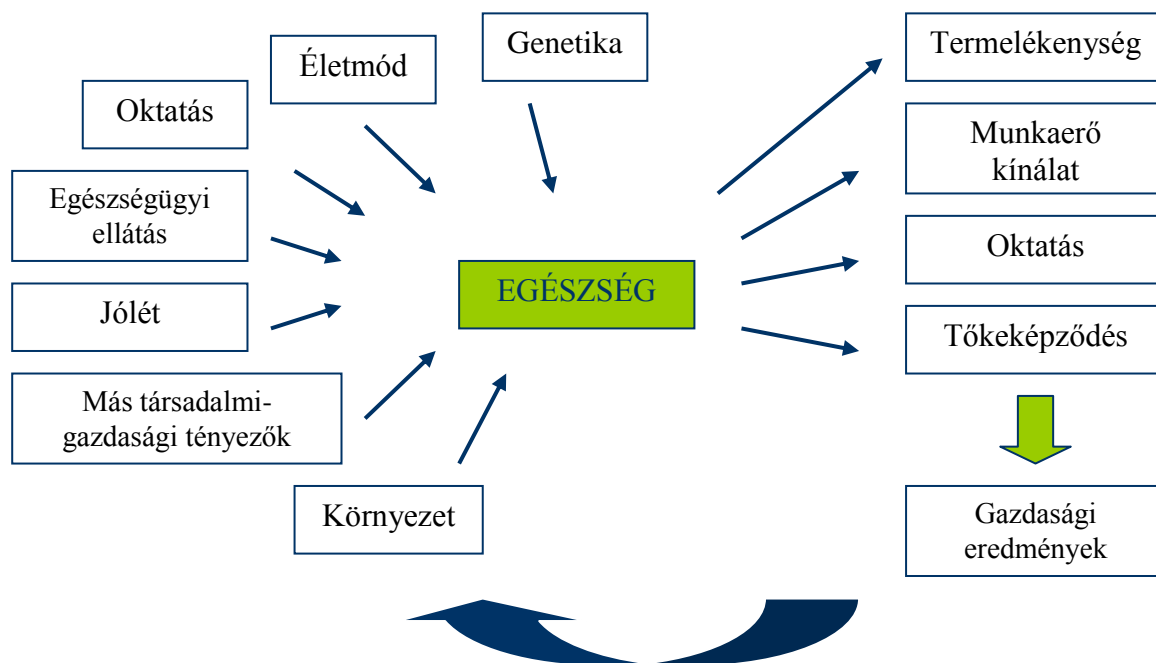 Genetika
Életmód
Oktatás
Egészségügyi
ellátás
Jólét
Más társadalmi-
gazdasági tényezők
Környezet
EGÉSZSÉG
Termelékenység
Munkaerő
kínálat
Oktatás
Tőkeképződés
Gazdasági
eredmények